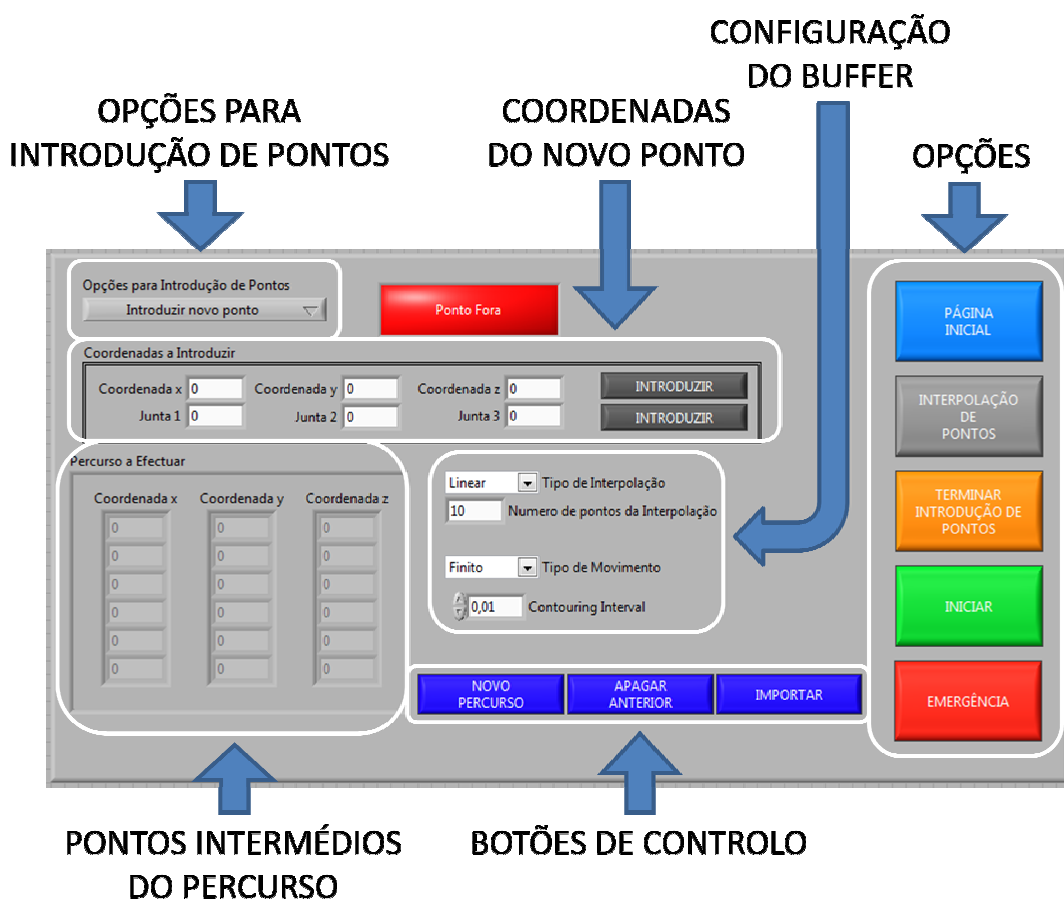 CONFIGURAÇÃO
DO BUFFER
OPÇÕES PARA
INTRODUÇÃO DE PONTOS
COORDENADAS
DO NOVO PONTO
OPÇÕES
Opções para Introdução de Pontos
Introduzir novo ponto
Ponto Fora
Coordenadas a Introduzir
Coordenada x 0 Coordenada y 0 Coordenada z 0 INTRODUZIR
Junta 1 0 Junta 2 0 Junta 3 0 INTRODUZIR
Percurso a Efectuar
Coordenada x Coordenada y Coordenada z
0 0 0
0 0 0
0 0 0
0 0 0
0 0 0
0 0 0
Linear Tipo de Interpolação
10 Numero de pontos da Interpolação
Finito Tipo de Movimento
0,01 Contouring Interval
NOVO
PERCURSO
APAGAR
ANTERIOR
IMPORTAR
PÁGINA
INICIAL
INTERPOLAÇÃO
DE
PONTOS
TERMINAR
INTRODUÇÃO DE
PONTOS
INICIAR
EMERGÊNCIA
PONTOS INTERMÉDIOS
DO PERCURSO
BOTÕES DE CONTROLO